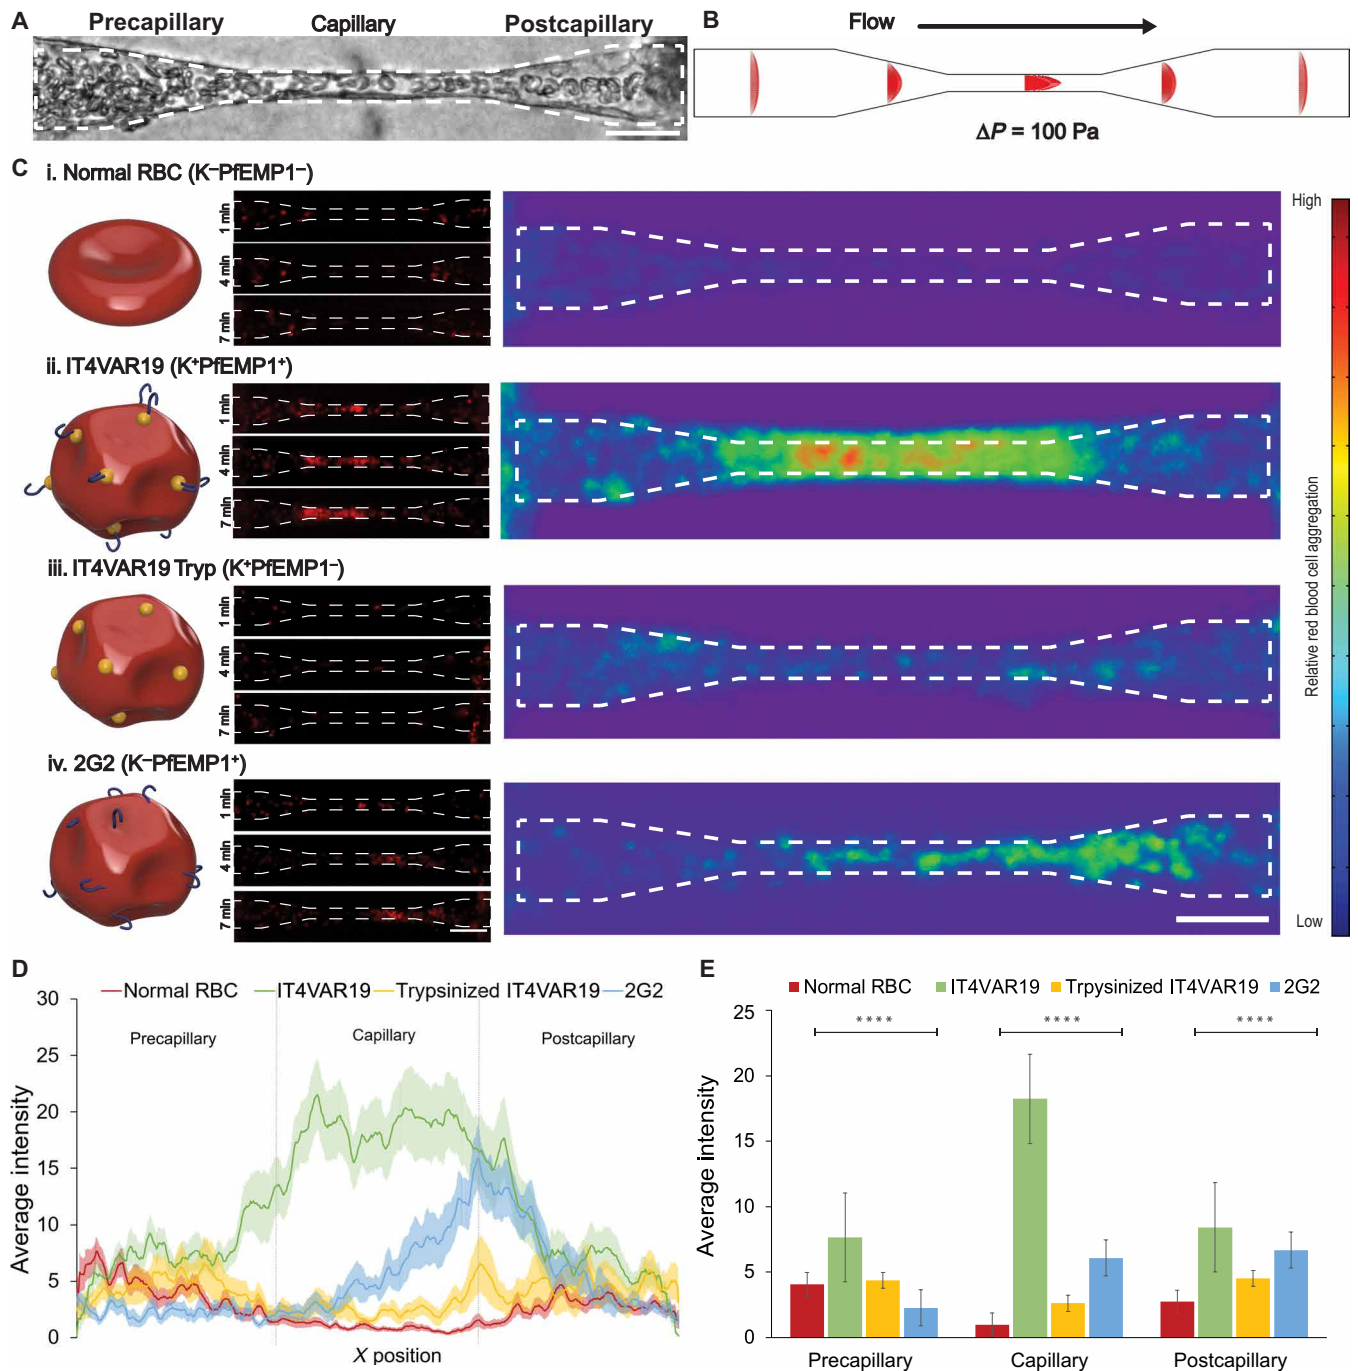 A
Precapillary Capillary Postcapillary
B
Flow
ΔP = 100 Pa
C
i. Normal RBC (K–PfEMP1–)
1 min
4 min
7 min
ii. IT4VAR19 (K+PfEMP1+)
1 min
4 min
7 min
iii. IT4VAR19 Tryp (K+PfEMP1–)
1 min
4 min
7 min
iv. 2G2 (K–PfEMP1+)
1 min
4 min
7 min
High
Relative red blood cell aggregation
Low
D
Normal RBC IT4VAR19 Trypsinized IT4VAR19 2G2
Precapillary Capillary Postcapillary
Average intensity
30
25
20
15
10
5
0
X position
E
Normal RBC IT4VAR19 Trpysinized IT4VAR19 2G2
**** **** ****
Average intensity
25
20
15
10
5
0
Precapillary Capillary Postcapillary